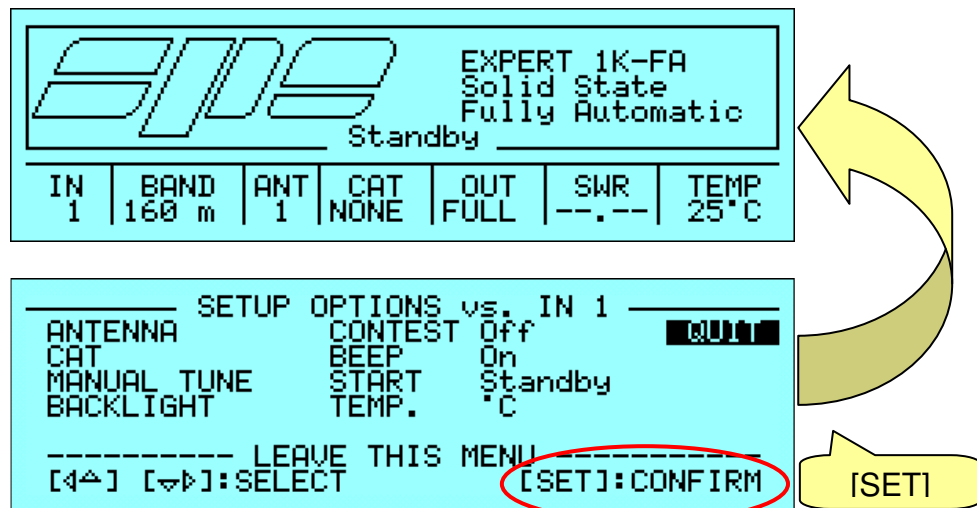 spe
EXPERT 1K-FA
Solid State
Fully Automatic
Standby
IN BAND ANT CAT OUT SWR TEMP
1 160 m 1 NONE FULL --.-- 25°C
SETUP OPTIONS vs. IN 1
ANTENNA CONTEST Off QUIT
CAT BEEP On
MANUAL TUNE START Standby
BACKLIGHT TEMP. °C
---------- LEAVE THIS MENU -----------
[◁△] [▽▷]:SELECT [SET]:CONFIRM
[SET]